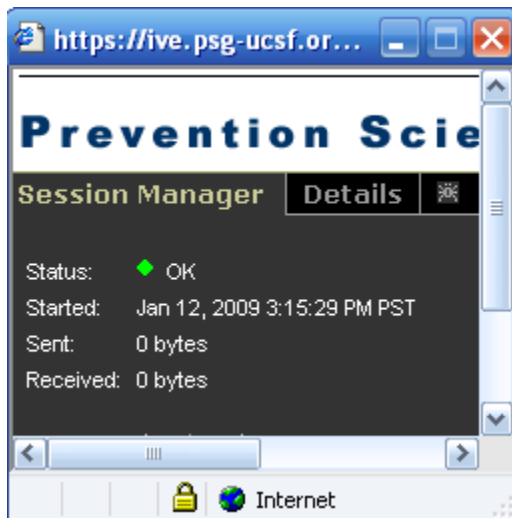 https://ive.psg-ucsf.or...
Prevention Scie
Session Manager Details
Status: OK
Started: Jan 12, 2009 3:15:29 PM PST
Sent: 0 bytes
Received: 0 bytes
Internet